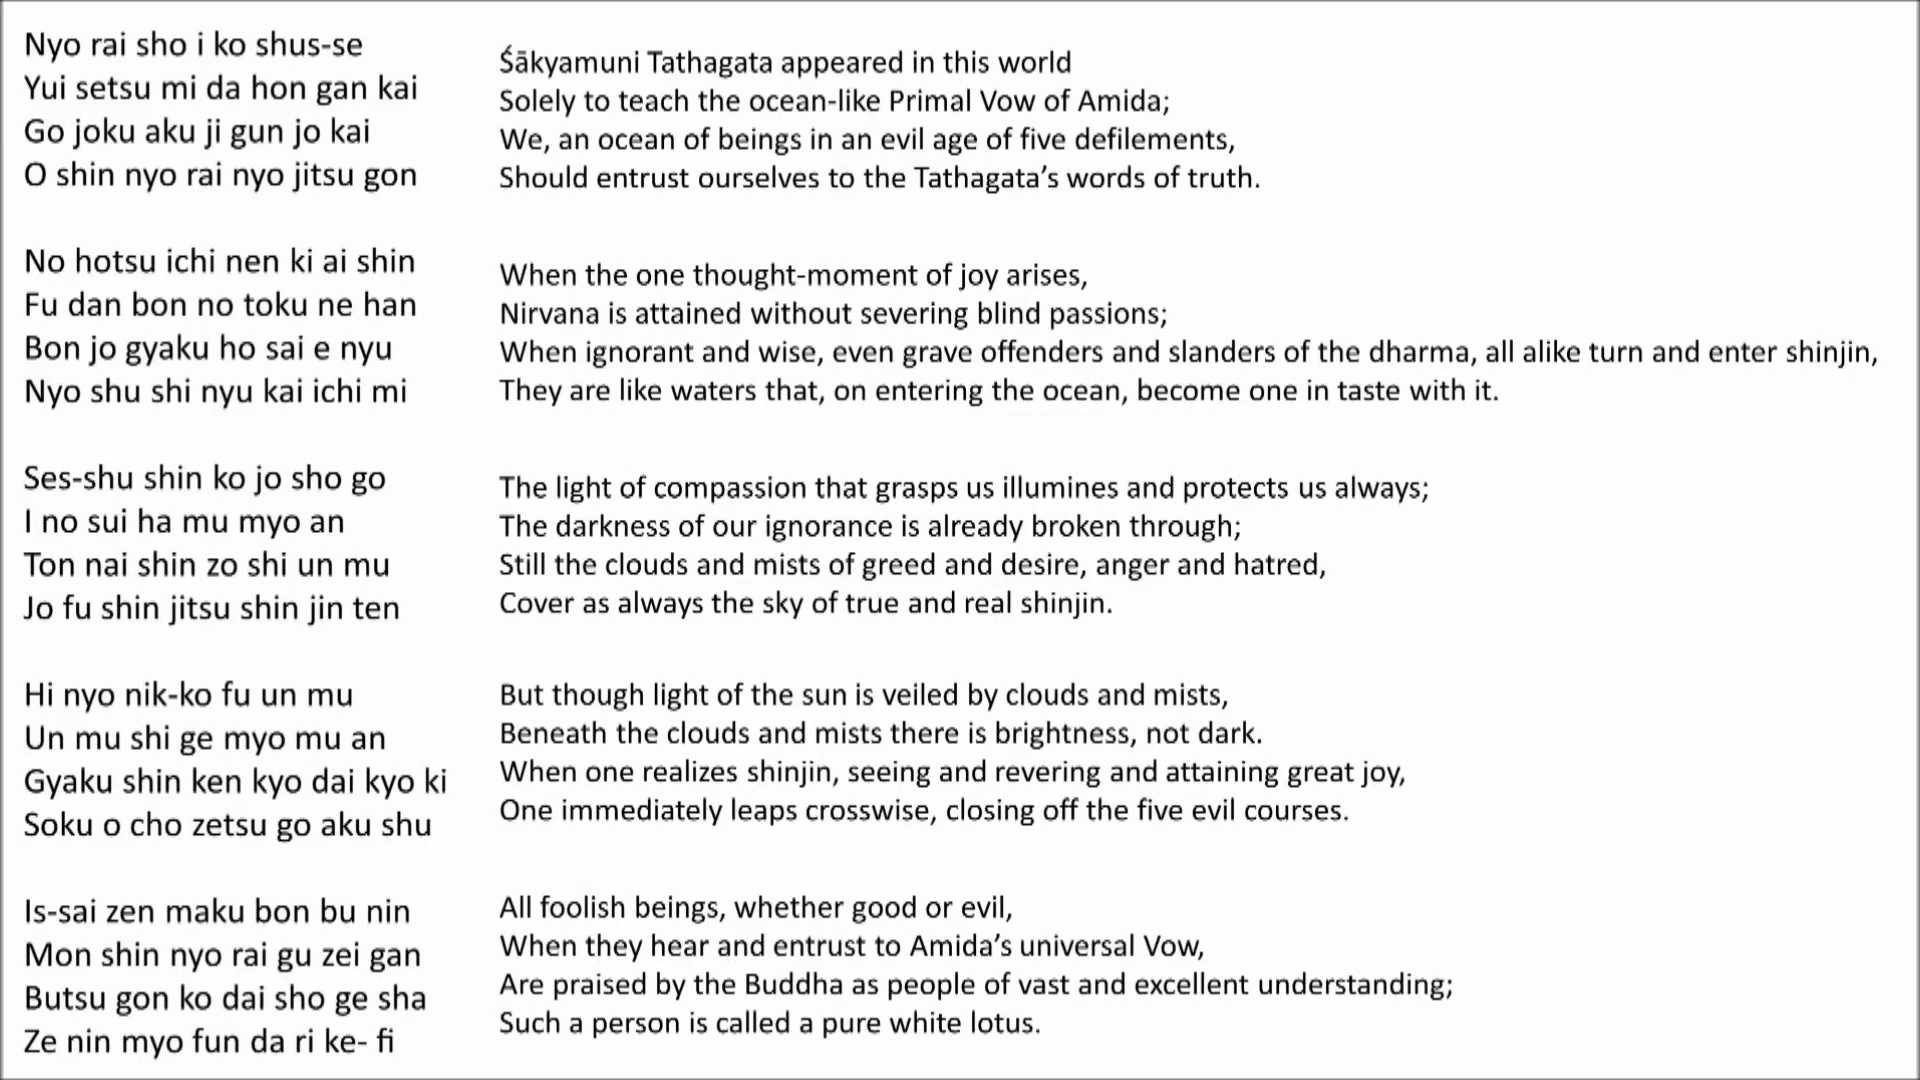 Nyo rai sho i ko shus-se
Yui setsu mi da hon gan kai
Go joku aku ji gun jo kai
O shin nyo rai nyo jitsu gon
Śākyamuni Tathagata appeared in this world
Solely to teach the ocean-like Primal Vow of Amida;
We, an ocean of beings in an evil age of five defilements,
Should entrust ourselves to the Tathagata’s words of truth.
No hotsu ichi nen ki ai shin
Fu dan bon no toku ne han
Bon jo gyaku ho sai e nyu
Nyo shu shi nyu kai ichi mi
When the one thought-moment of joy arises,
Nirvana is attained without severing blind passions;
When ignorant and wise, even grave offenders and slanders of the dharma, all alike turn and enter shinjin,
They are like waters that, on entering the ocean, become one in taste with it.
Ses-shu shin ko jo sho go
I no sui ha mu myo an
Ton nai shin zo shi un mu
Jo fu shin jitsu shin jin ten
The light of compassion that grasps us illumines and protects us always;
The darkness of our ignorance is already broken through;
Still the clouds and mists of greed and desire, anger and hatred,
Cover as always the sky of true and real shinjin.
Hi nyo nik-ko fu un mu
Un mu shi ge myo mu an
Gyaku shin ken kyo dai kyo ki
Soku o cho zetsu go aku shu
But though light of the sun is veiled by clouds and mists,
Beneath the clouds and mists there is brightness, not dark.
When one realizes shinjin, seeing and revering and attaining great joy,
One immediately leaps crosswise, closing off the five evil courses.
Is-sai zen maku bon bu nin
Mon shin nyo rai gu zei gan
Butsu gon ko dai sho ge sha
Ze nin myo fun da ri ke- fi
All foolish beings, whether good or evil,
When they hear and entrust to Amida’s universal Vow,
Are praised by the Buddha as people of vast and excellent understanding;
Such a person is called a pure white lotus.